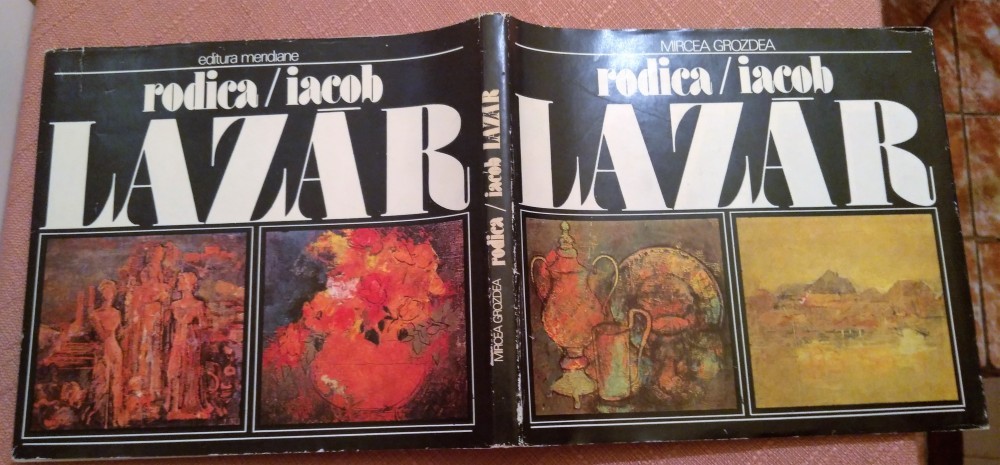 editura meridiane
rodica / iacob
LAZĂR
MIRCEA GROZDEA
rodica / iacob LAZĂR
MIRCEA GROZDEA
rodica / iacob
LAZĂR